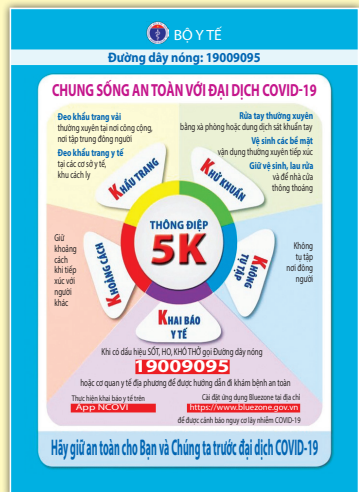 BỘ Y TẾ
Đường dây nóng: 19009095
CHUNG SỐNG AN TOÀN VỚI ĐẠI DỊCH COVID-19
Đeo khẩu trang vải
thường xuyên tại nơi công cộng,
nơi tập trung đông người
Đeo khẩu trang y tế
tại các cơ sở y tế,
khu cách ly
Rửa tay thường xuyên
bằng xà phòng hoặc dung dịch sát khuẩn tay
Vệ sinh các bề mặt
vận dụng thường xuyên tiếp xúc
Giữ vệ sinh, lau rửa
và để nhà cửa
thông thoáng
KHẨU TRANG
KHỬ KHUẨN
THÔNG ĐIỆP
5K
Giữ
khoảng
cách
khi tiếp
xúc với
người
khác
KHOẢNG CÁCH
KHÔNG
TỤ TẬP
Không
tụ tập
nơi đông
người
KHAI BÁO
Y TẾ
Khi có dấu hiệu SỐT, HO, KHÓ THỞ gọi Đường dây nóng
19009095
hoặc cơ quan y tế địa phương để được hướng dẫn đi khám bệnh an toàn
Thực hiện khai báo y tế trên
App NCOVI
Cài đặt ứng dụng Bluezone tại địa chỉ
https://www.bluezone.gov.vn
để được cảnh báo nguy cơ lây nhiễm COVID-19
Hãy giữ an toàn cho Bạn và Chúng ta trước đại dịch COVID-19